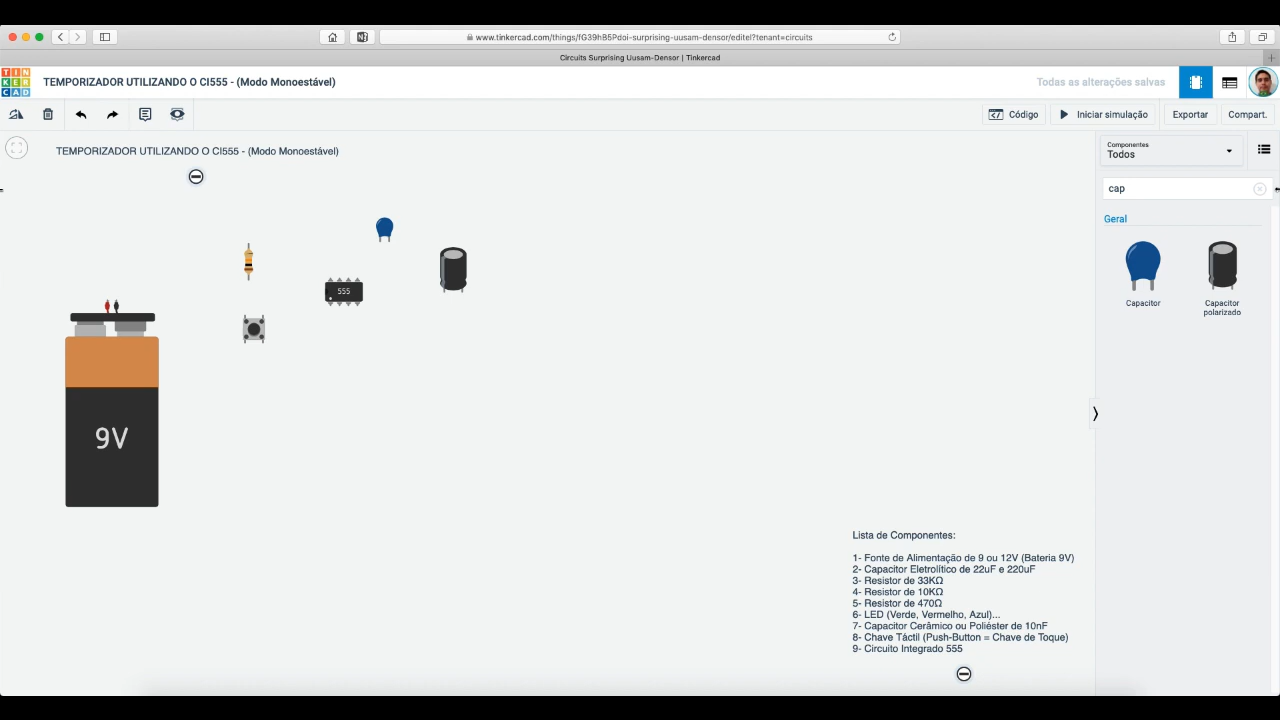 www.tinkercad.com/things/fG39hB5Pdoi-surprising-uusam-densor/editel?tenant=circuits
Circuits Surprising Uusam-Densor | Tinkercad
TIN
KER
CAD
TEMPORIZADOR UTILIZANDO O CI555 - (Modo Monoestável)
Todas as alterações salvas
Código
Iniciar simulação
Exportar
Compart.
TEMPORIZADOR UTILIZANDO O CI555 - (Modo Monoestável)
Componentes
Todos
cap
Geral
Capacitor
Capacitor
polarizado
555
9V
Lista de Componentes:
1- Fonte de Alimentação de 9 ou 12V (Bateria 9V)
2- Capacitor Eletrolítico de 22uF e 220uF
3- Resistor de 33KΩ
4- Resistor de 10KΩ
5- Resistor de 470Ω
6- LED (Verde, Vermelho, Azul)...
7- Capacitor Cerâmico ou Poliéster de 10nF
8- Chave Táctil (Push-Button = Chave de Toque)
9- Circuito Integrado 555